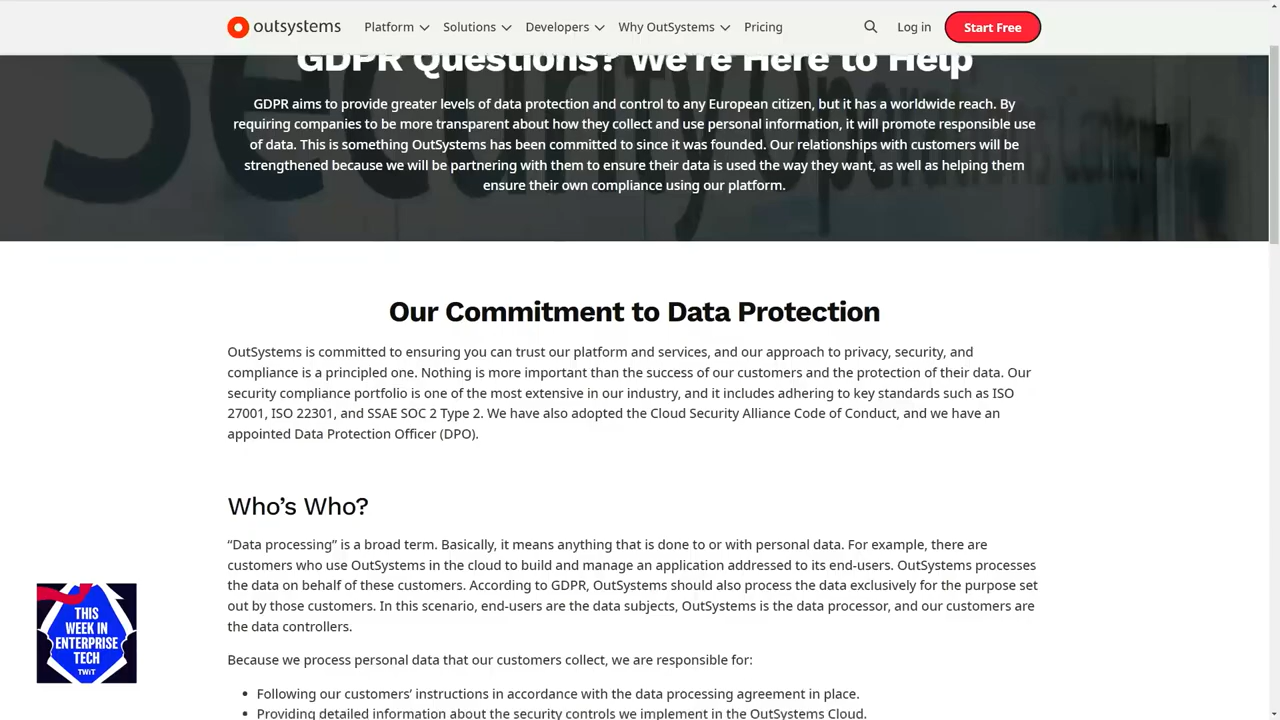 outsystems
Platform
Solutions
Developers
Why OutSystems
Pricing
Log in
Start Free
GDPR Questions? We're Here to Help
GDPR aims to provide greater levels of data protection and control to any European citizen, but it has a worldwide reach. By
requiring companies to be more transparent about how they collect and use personal information, it will promote responsible use
of data. This is something OutSystems has been committed to since it was founded. Our relationships with customers will be
strengthened because we will be partnering with them to ensure their data is used the way they want, as well as helping them
ensure their own compliance using our platform.
Our Commitment to Data Protection
OutSystems is committed to ensuring you can trust our platform and services, and our approach to privacy, security, and
compliance is a principled one. Nothing is more important than the success of our customers and the protection of their data. Our
security compliance portfolio is one of the most extensive in our industry, and it includes adhering to key standards such as ISO
27001, ISO 22301, and SSAE SOC 2 Type 2. We have also adopted the Cloud Security Alliance Code of Conduct, and we have an
appointed Data Protection Officer (DPO).
Who’s Who?
“Data processing” is a broad term. Basically, it means anything that is done to or with personal data. For example, there are
customers who use OutSystems in the cloud to build and manage an application addressed to its end-users. OutSystems processes
the data on behalf of these customers. According to GDPR, OutSystems should also process the data exclusively for the purpose set
out by those customers. In this scenario, end-users are the data subjects, OutSystems is the data processor, and our customers are
the data controllers.
Because we process personal data that our customers collect, we are responsible for:
• Following our customers’ instructions in accordance with the data processing agreement in place.
• Providing detailed information about the security controls we implement in the OutSystems Cloud.
THIS
WEEK IN
ENTERPRISE
TECH
TWiT